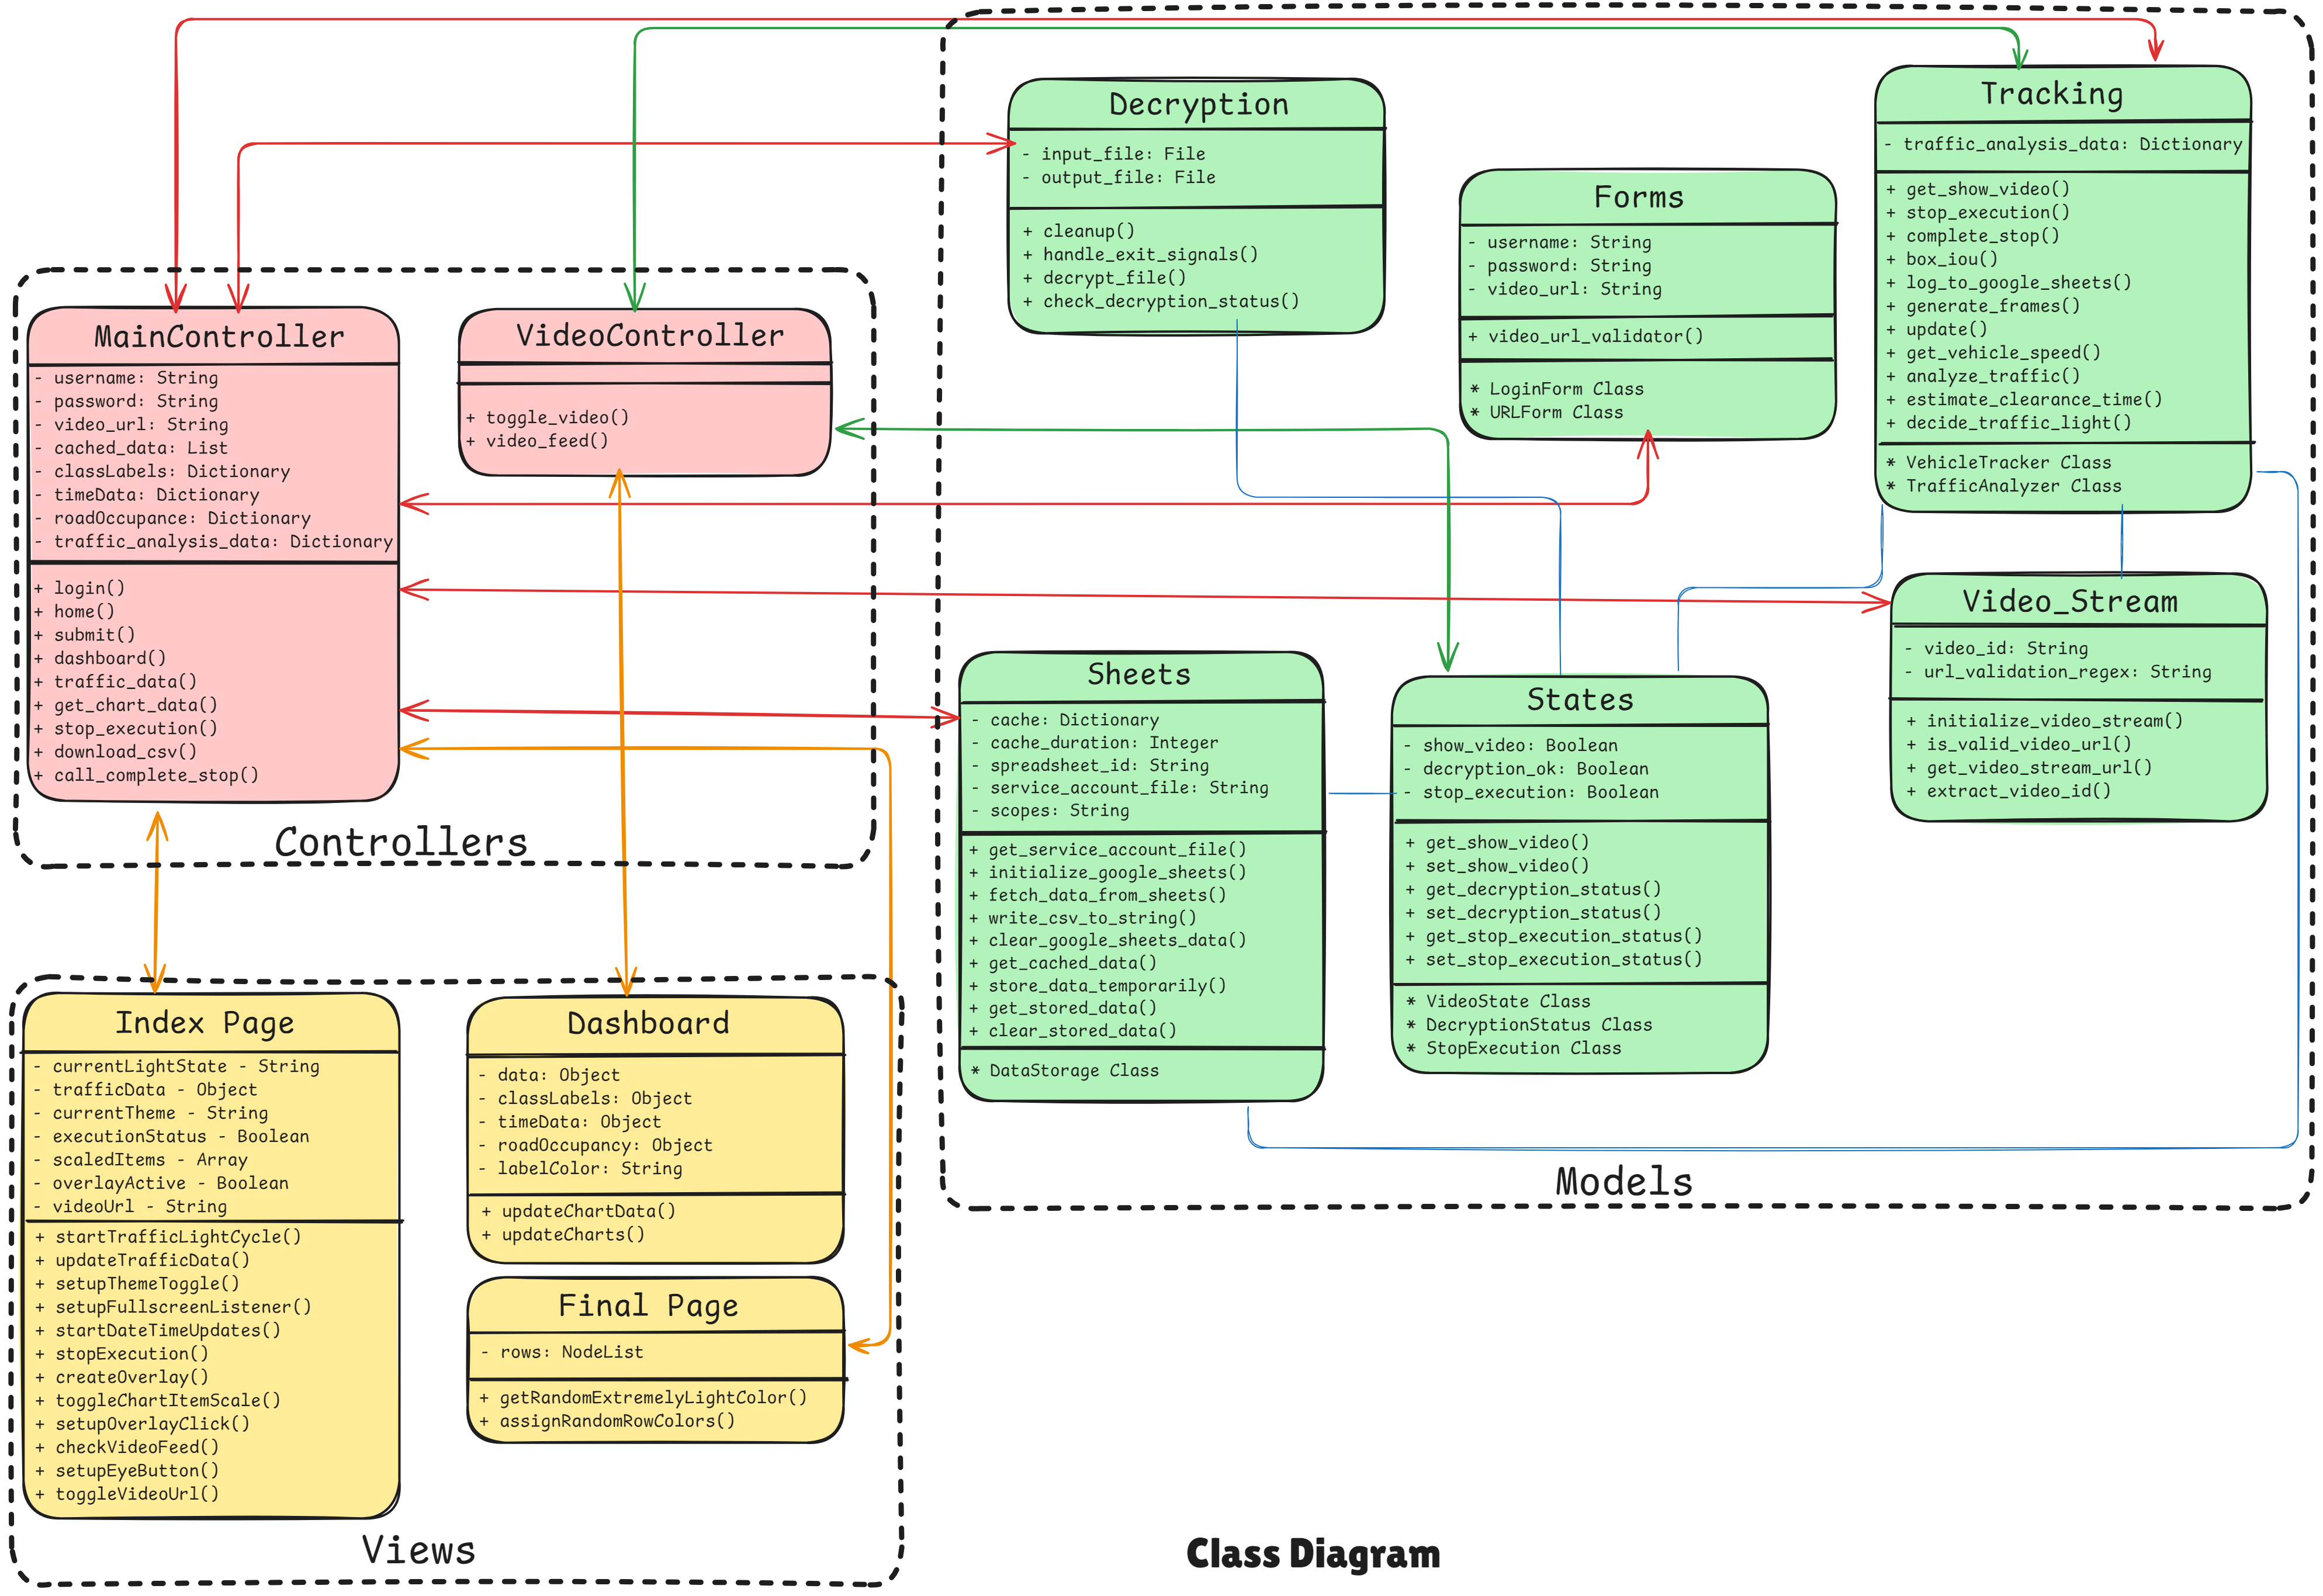 Decryption
- input_file: File
- output_file: File
+ cleanup()
+ handle_exit_signals()
+ decrypt_file()
+ check_decryption_status()
Forms
- username: String
- password: String
- video_url: String
+ video_url_validator()
* LoginForm Class
* URLForm Class
Tracking
- traffic_analysis_data: Dictionary
+ get_show_video()
+ stop_execution()
+ complete_stop()
+ box_iou()
+ log_to_google_sheets()
+ generate_frames()
+ update()
+ get_vehicle_speed()
+ analyze_traffic()
+ estimate_clearance_time()
+ decide_traffic_light()
* VehicleTracker Class
* TrafficAnalyzer Class
MainController
- username: String
- password: String
- video_url: String
- cached_data: List
- classLabels: Dictionary
- timeData: Dictionary
- roadOccupance: Dictionary
- traffic_analysis_data: Dictionary
+ login()
+ home()
+ submit()
+ dashboard()
+ traffic_data()
+ get_chart_data()
+ stop_execution()
+ download_csv()
+ call_complete_stop()
VideoController
+ toggle_video()
+ video_feed()
Controllers
Sheets
- cache: Dictionary
- cache_duration: Integer
- spreadsheet_id: String
- service_account_file: String
- scopes: String
+ get_service_account_file()
+ initialize_google_sheets()
+ fetch_data_from_sheets()
+ write_csv_to_string()
+ clear_google_sheets_data()
+ get_cached_data()
+ store_data_temporarily()
+ get_stored_data()
+ clear_stored_data()
* DataStorage Class
States
- show_video: Boolean
- decryption_ok: Boolean
- stop_execution: Boolean
+ get_show_video()
+ set_show_video()
+ get_decryption_status()
+ set_decryption_status()
+ get_stop_execution_status()
+ set_stop_execution_status()
* VideoState Class
* DecryptionStatus Class
* StopExecution Class
Video_Stream
- video_id: String
- url_validation_regex: String
+ initialize_video_stream()
+ is_valid_video_url()
+ get_video_stream_url()
+ extract_video_id()
Models
Index Page
- currentLightState - String
- trafficData - Object
- currentTheme - String
- executionStatus - Boolean
- scaledItems - Array
- overlayActive - Boolean
- videoUrl - String
+ startTrafficLightCycle()
+ updateTrafficData()
+ setupThemeToggle()
+ setupFullscreenListener()
+ startDateTimeUpdates()
+ stopExecution()
+ createOverlay()
+ toggleChartItemScale()
+ setupOverlayClick()
+ checkVideoFeed()
+ setupEyeButton()
+ toggleVideoUrl()
Dashboard
- data: Object
- classLabels: Object
- timeData: Object
- roadOccupancy: Object
- labelColor: String
+ updateChartData()
+ updateCharts()
Final Page
- rows: NodeList
+ getRandomExtremelyLightColor()
+ assignRandomRowColors()
Views
Class Diagram